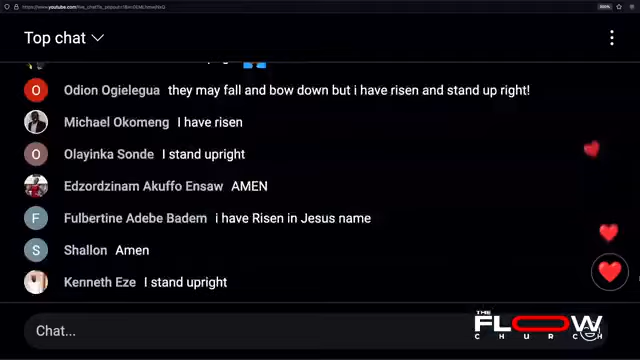 Top chat
Odion Ogielegua they may fall and bow down but i have risen and stand up right!
Michael Okomeng I have risen
O Olayinka Sonde I stand upright
Edzordzinam Akuffo Ensaw AMEN
F Fulbertine Adebe Badem i have Risen in Jesus name
S Shallon Amen
Kenneth Eze I stand upright
Chat...
THE
FLOW
CHURCH